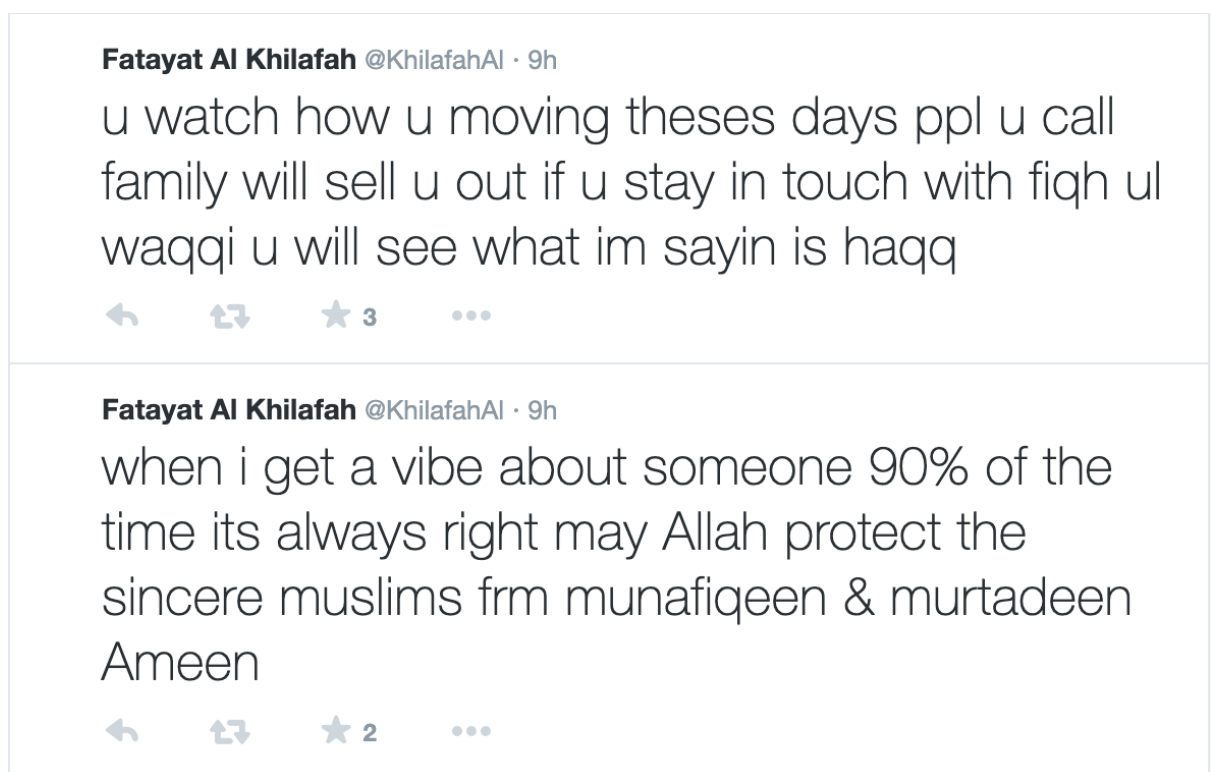 Fatayat Al Khilafah @KhilafahAl · 9h
u watch how u moving theses days ppl u call
family will sell u out if u stay in touch with fiqh ul
waqqi u will see what im sayin is haqq
3
Fatayat Al Khilafah @KhilafahAl · 9h
when i get a vibe about someone 90% of the
time its always right may Allah protect the
sincere muslims frm munafiqeen & murtadeen
Ameen
2